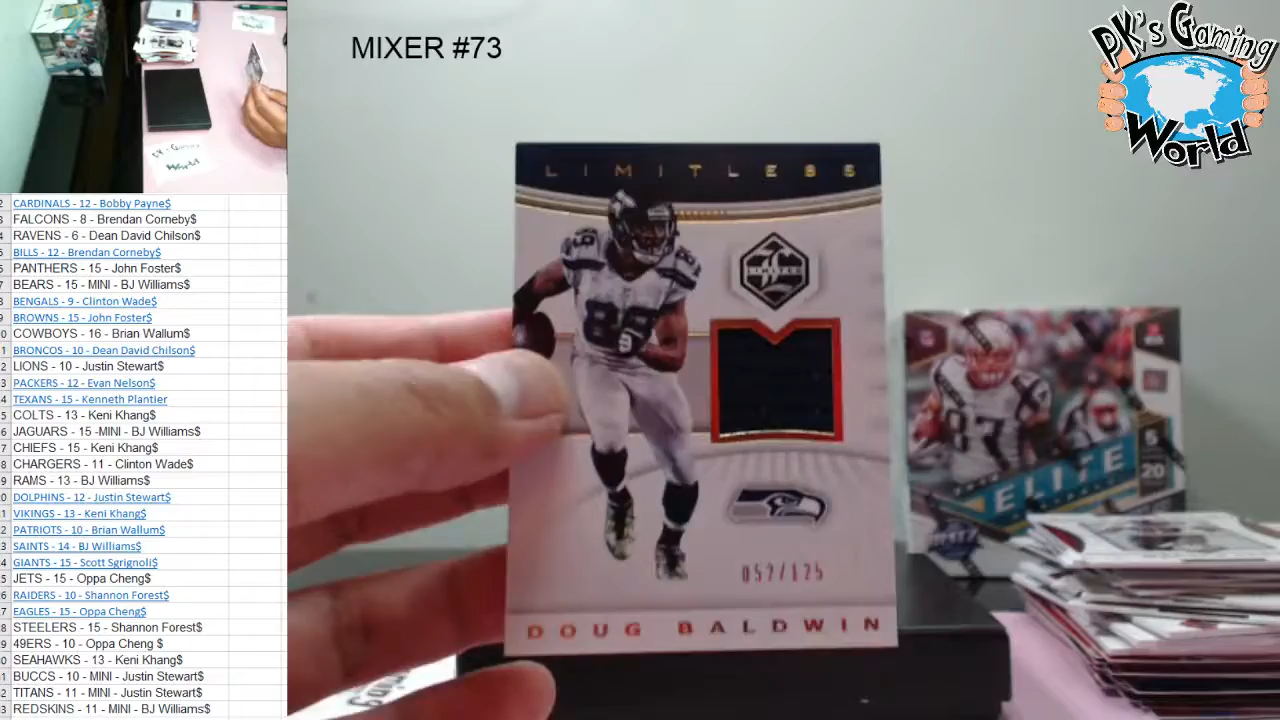 MIXER #73
PK's Gaming
World
CARDINALS - 12 - Bobby Payne$
FALCONS - 8 - Brendan Corneby$
RAVENS - 6 - Dean David Chilson$
BILLS - 12 - Brendan Corneby$
PANTHERS - 15 - John Foster$
BEARS - 15 - MINI - BJ Williams$
BENGALS - 9 - Clinton Wade$
BROWNS - 15 - John Foster$
COWBOYS - 16 - Brian Wallum$
BRONCOS - 10 - Dean David Chilson$
LIONS - 10 - Justin Stewart$
PACKERS - 12 - Evan Nelson$
TEXANS - 15 - Kenneth Plantier
COLTS - 13 - Keni Khang$
JAGUARS - 15 -MINI - BJ Williams$
CHIEFS - 15 - Keni Khang$
CHARGERS - 11 - Clinton Wade$
RAMS - 13 - BJ Williams$
DOLPHINS - 12 - Justin Stewart$
VIKINGS - 13 - Keni Khang$
PATRIOTS - 10 - Brian Wallum$
SAINTS - 14 - BJ Williams$
GIANTS - 15 - Scott Sgrignoli$
JETS - 15 - Oppa Cheng$
RAIDERS - 10 - Shannon Forest$
EAGLES - 15 - Oppa Cheng$
STEELERS - 15 - Shannon Forest$
49ERS - 10 - Oppa Cheng $
SEAHAWKS - 13 - Keni Khang$
BUCCS - 10 - MINI - Justin Stewart$
TITANS - 11 - MINI - Justin Stewart$
REDSKINS - 11 - MINI - BJ Williams$
LIMITLESS
LIMITED
89
052/125
DOUG BALDWIN
87
ELITE
5
20